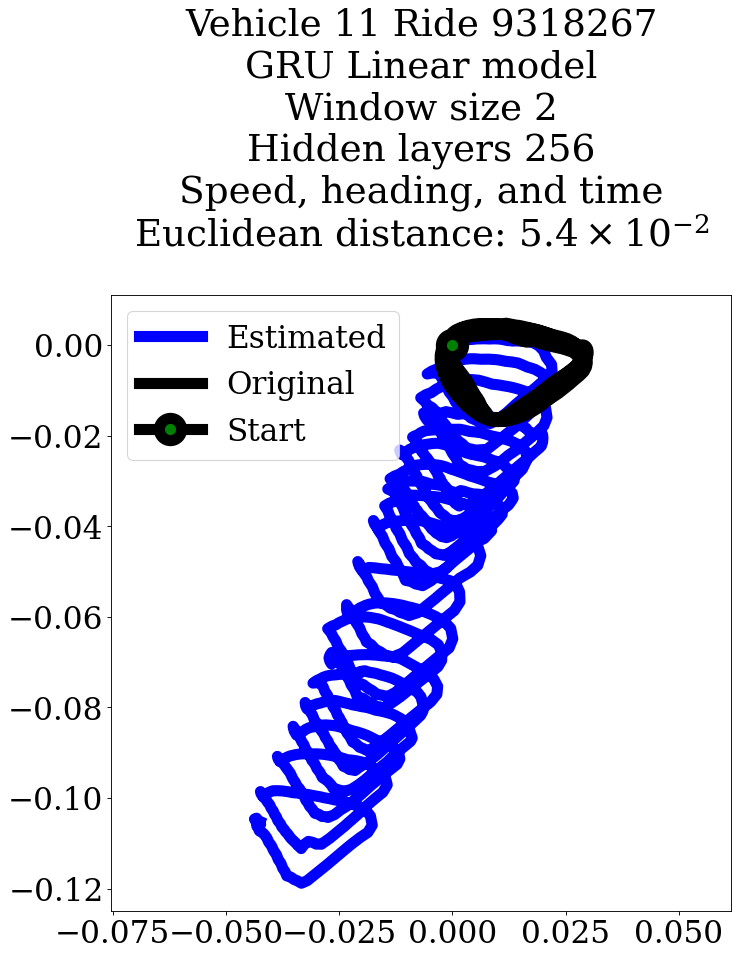 Vehicle 11 Ride 9318267
GRU Linear model
Window size 2
Hidden layers 256
Speed, heading, and time
Euclidean distance: 5.4 × 10⁻²
Estimated
Original
Start
0.00
−0.02
−0.04
−0.06
−0.08
−0.10
−0.12
−0.075 −0.050 −0.025 0.000 0.025 0.050